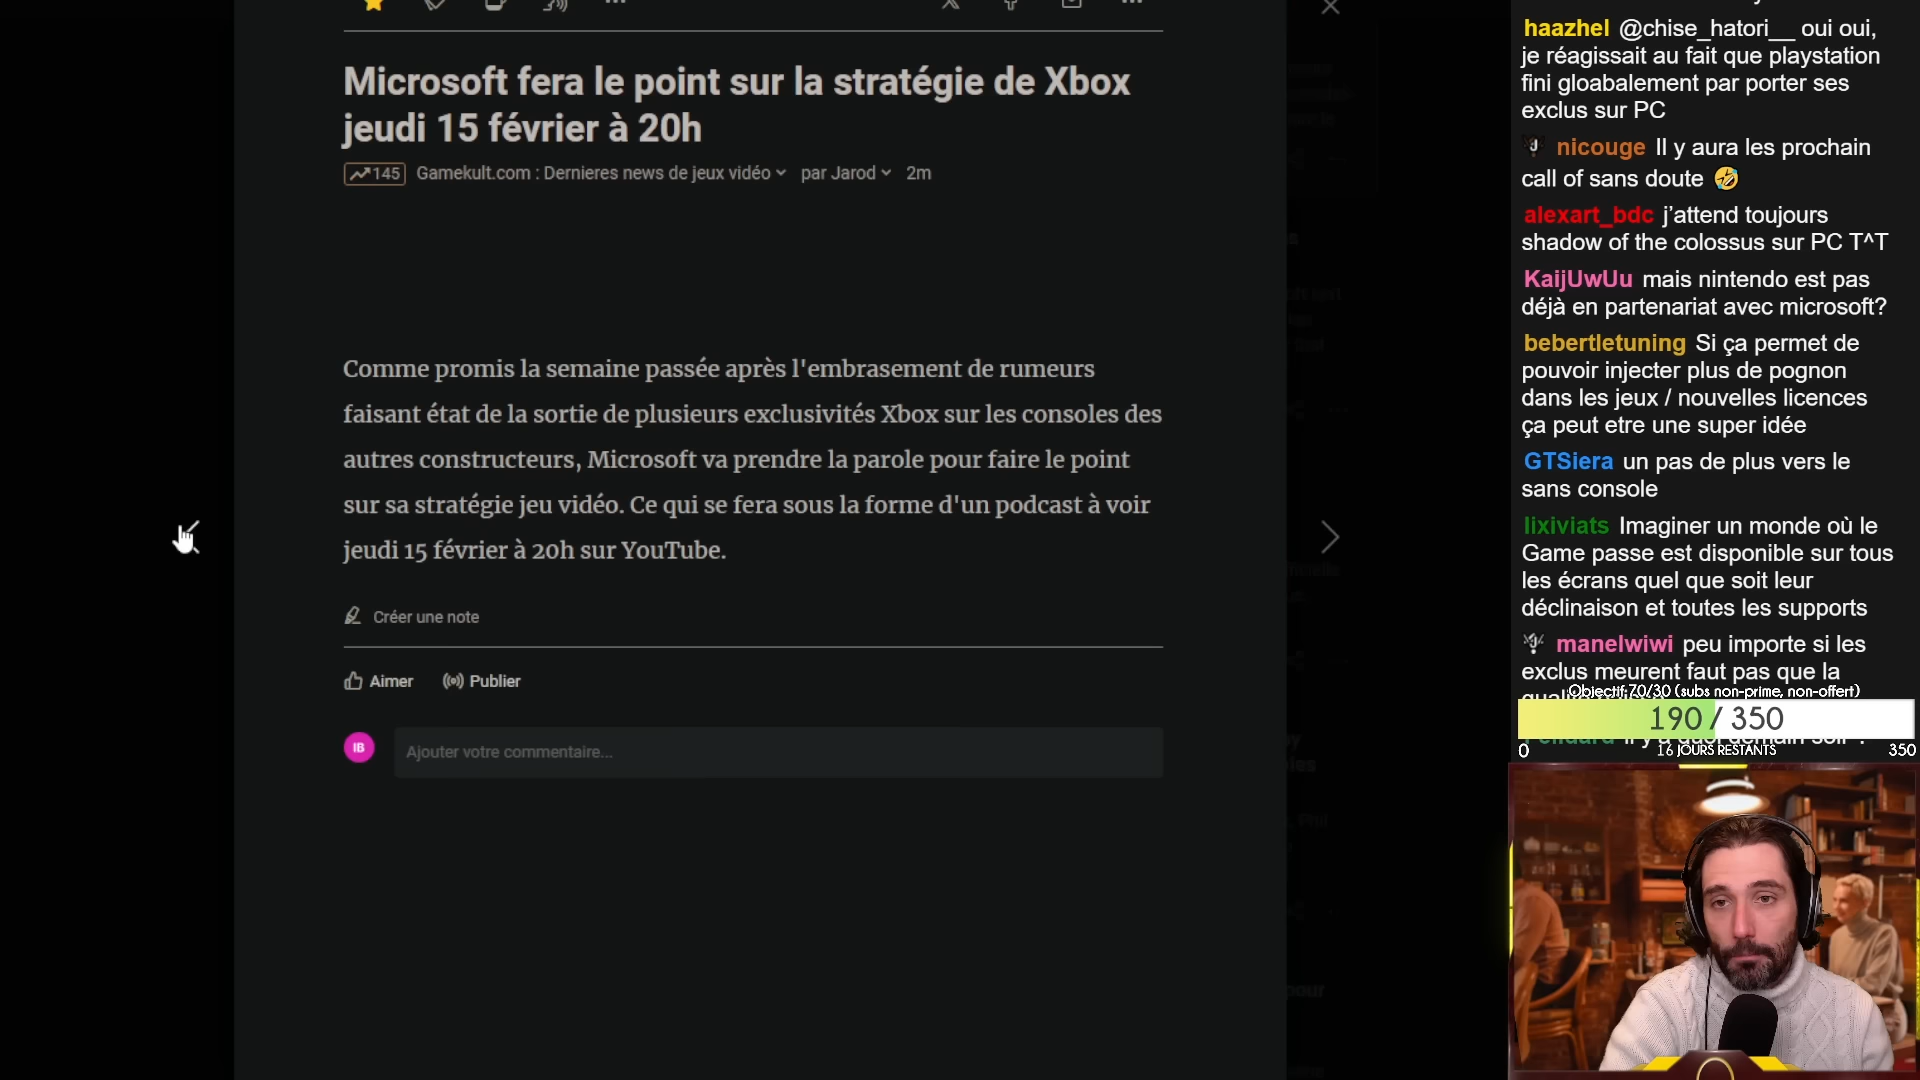 Microsoft fera le point sur la stratégie de Xbox
jeudi 15 février à 20h
145 Gamekult.com : Dernieres news de jeux vidéo par Jarod 2m
Comme promis la semaine passée après l'embrasement de rumeurs
faisant état de la sortie de plusieurs exclusivités Xbox sur les consoles des
autres constructeurs, Microsoft va prendre la parole pour faire le point
sur sa stratégie jeu vidéo. Ce qui se fera sous la forme d'un podcast à voir
jeudi 15 février à 20h sur YouTube.
Créer une note
Aimer Publier
IB Ajouter votre commentaire...
haazhel @chise_hatori__ oui oui,
je réagissait au fait que playstation
fini gloabalement par porter ses
exclus sur PC
nicouge Il y aura les prochain
call of sans doute 🤣
alexart_bdc j'attend toujours
shadow of the colossus sur PC T^T
KaijUwUu mais nintendo est pas
déjà en partenariat avec microsoft?
bebertletuning Si ça permet de
pouvoir injecter plus de pognon
dans les jeux / nouvelles licences
ça peut etre une super idée
GTSiera un pas de plus vers le
sans console
lixiviats Imaginer un monde où le
Game passe est disponible sur tous
les écrans quel que soit leur
déclinaison et toutes les supports
manelwiwi peu importe si les
exclus meurent faut pas que la
Objectif 70/30 (subs non-prime, non-offert)
190 / 350
0 16 JOURS RESTANTS 350